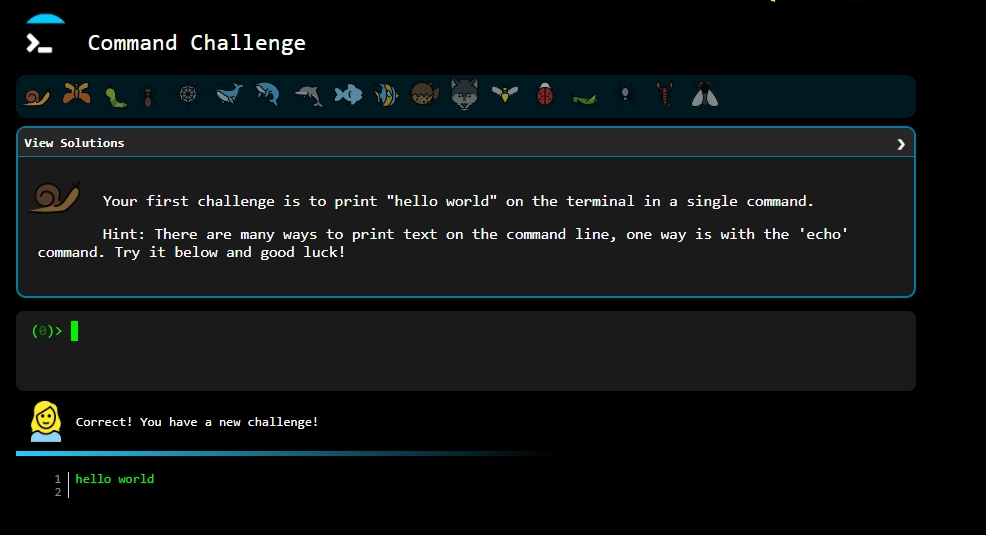 Command Challenge
View Solutions
Your first challenge is to print "hello world" on the terminal in a single command.
Hint: There are many ways to print text on the command line, one way is with the 'echo'
command. Try it below and good luck!
(0)>
Correct! You have a new challenge!
1 hello world
2